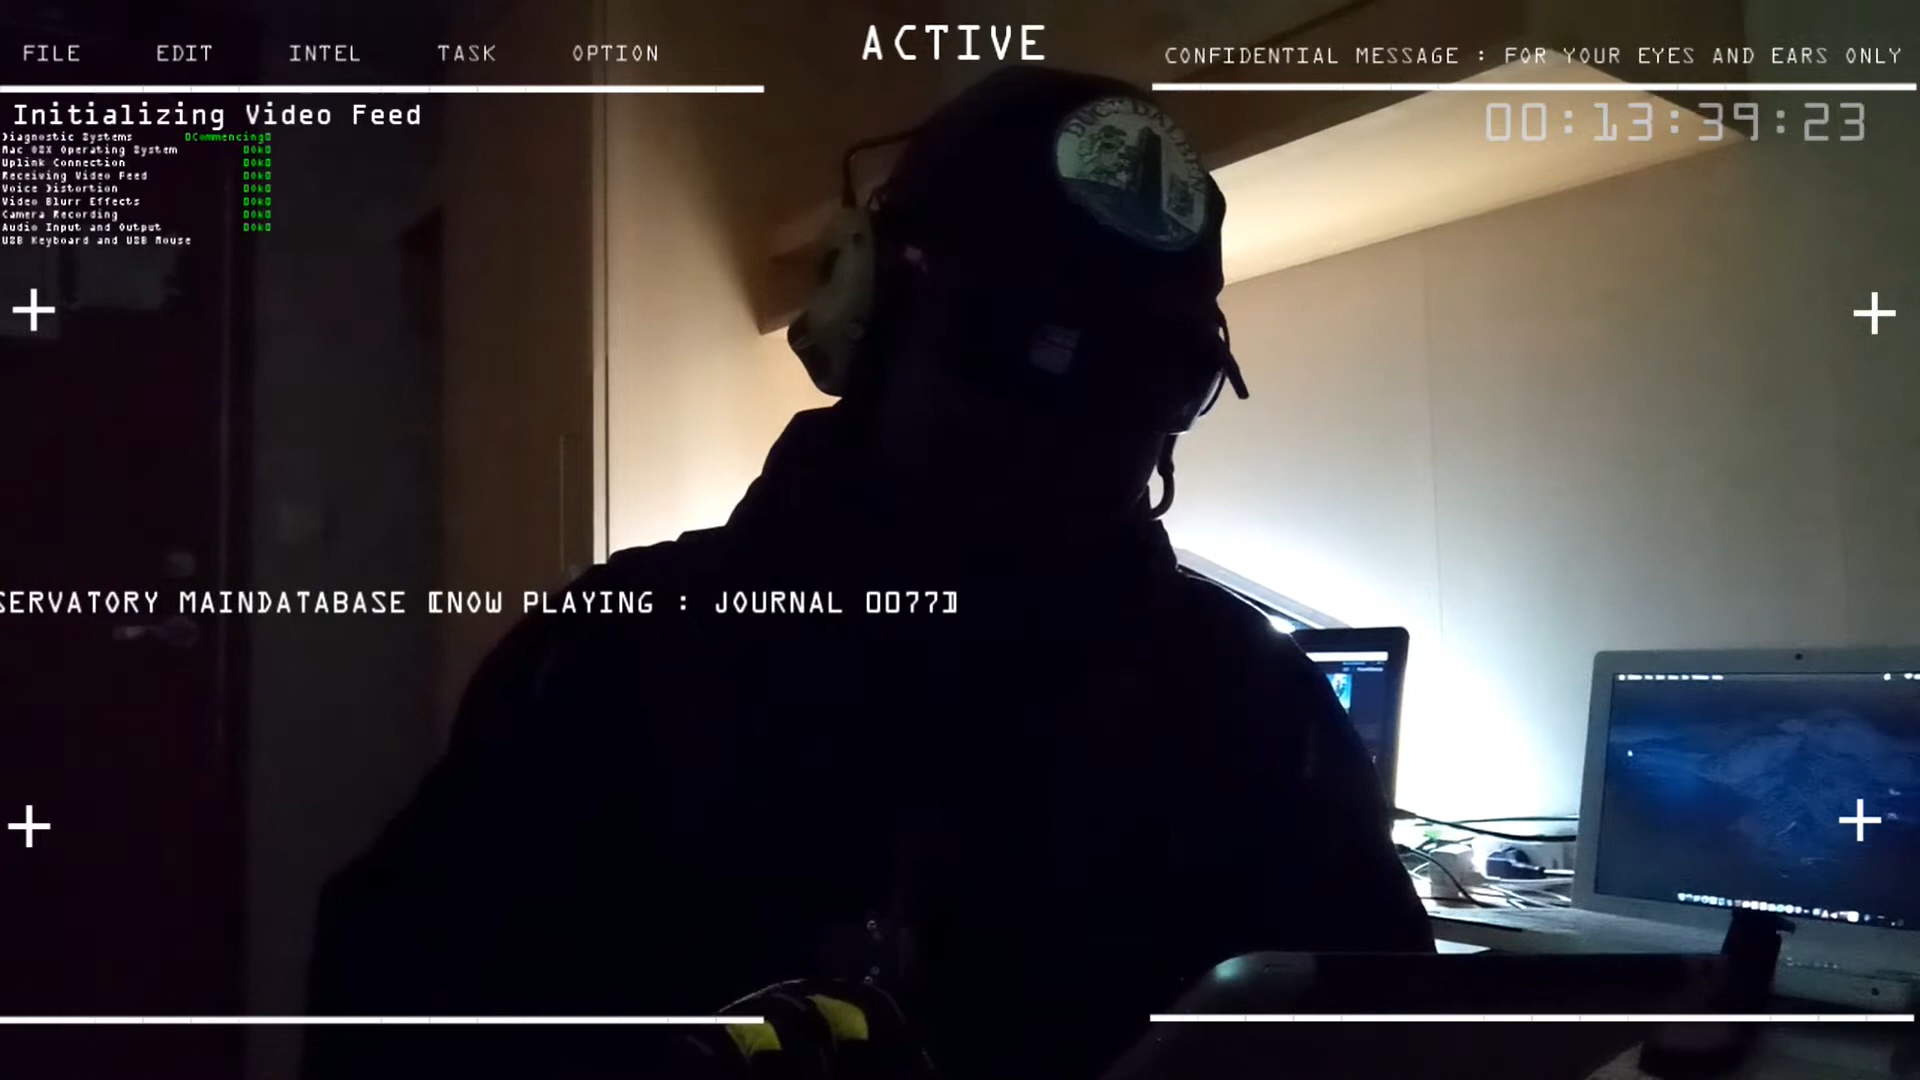 FILE EDIT INTEL TASK OPTION
ACTIVE
CONFIDENTIAL MESSAGE : FOR YOUR EYES AND EARS ONLY
00:13:39:23
Initializing Video Feed
Diagnostic Systems [Commencing]
Mac OSX Operating System [Ok]
Uplink Connection [Ok]
Receiving Video Feed [Ok]
Voice Distortion [Ok]
Video Blurr Effects [Ok]
Camera Recording [Ok]
Audio Input and Output [Ok]
USB Keyboard and USB Mouse
SERVATORY MAINDATABASE [NOW PLAYING : JOURNAL 0077]